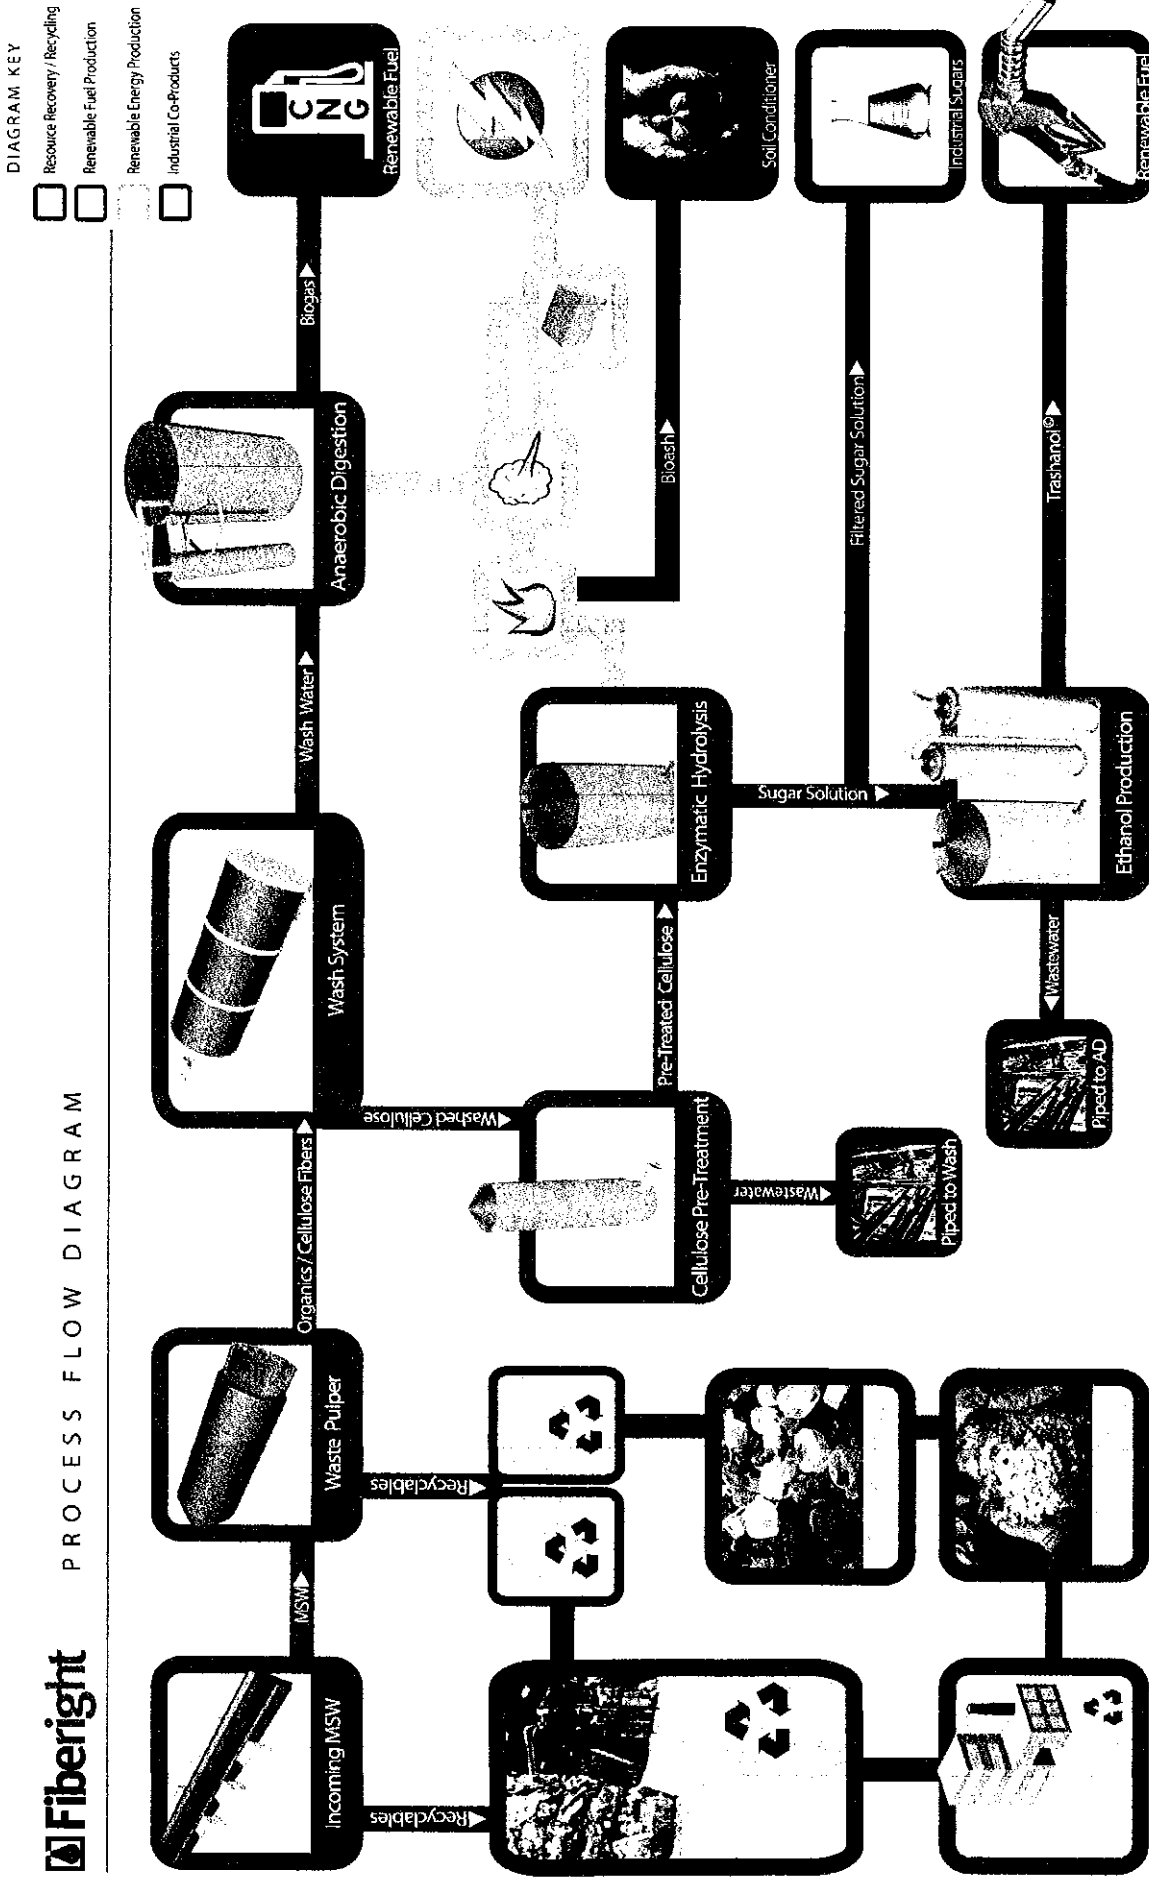 Fiberight
PROCESS FLOW DIAGRAM
DIAGRAM KEY
Resource Recovery / Recycling
Renewable Fuel Production
Renewable Energy Production
Industrial Co-Products
Incoming MSW
MSW
Waste Pulper
Organics / Cellulose Fibers
Wash System
Wash Water
Anaerobic Digestion
Biogas
CNG
Renewable Fuel
Recyclables
Recyclables
Washed Cellulose
Cellulose Pre-Treatment
Pre-Treated Cellulose
Enzymatic Hydrolysis
Bioash
Soil Conditioner
Wastewater
Piped to Wash
Sugar Solution
Filtered Sugar Solution
Industrial Sugars
Piped to AD
Wastewater
Ethanol Production
Trashanol©
Renewable Fuel